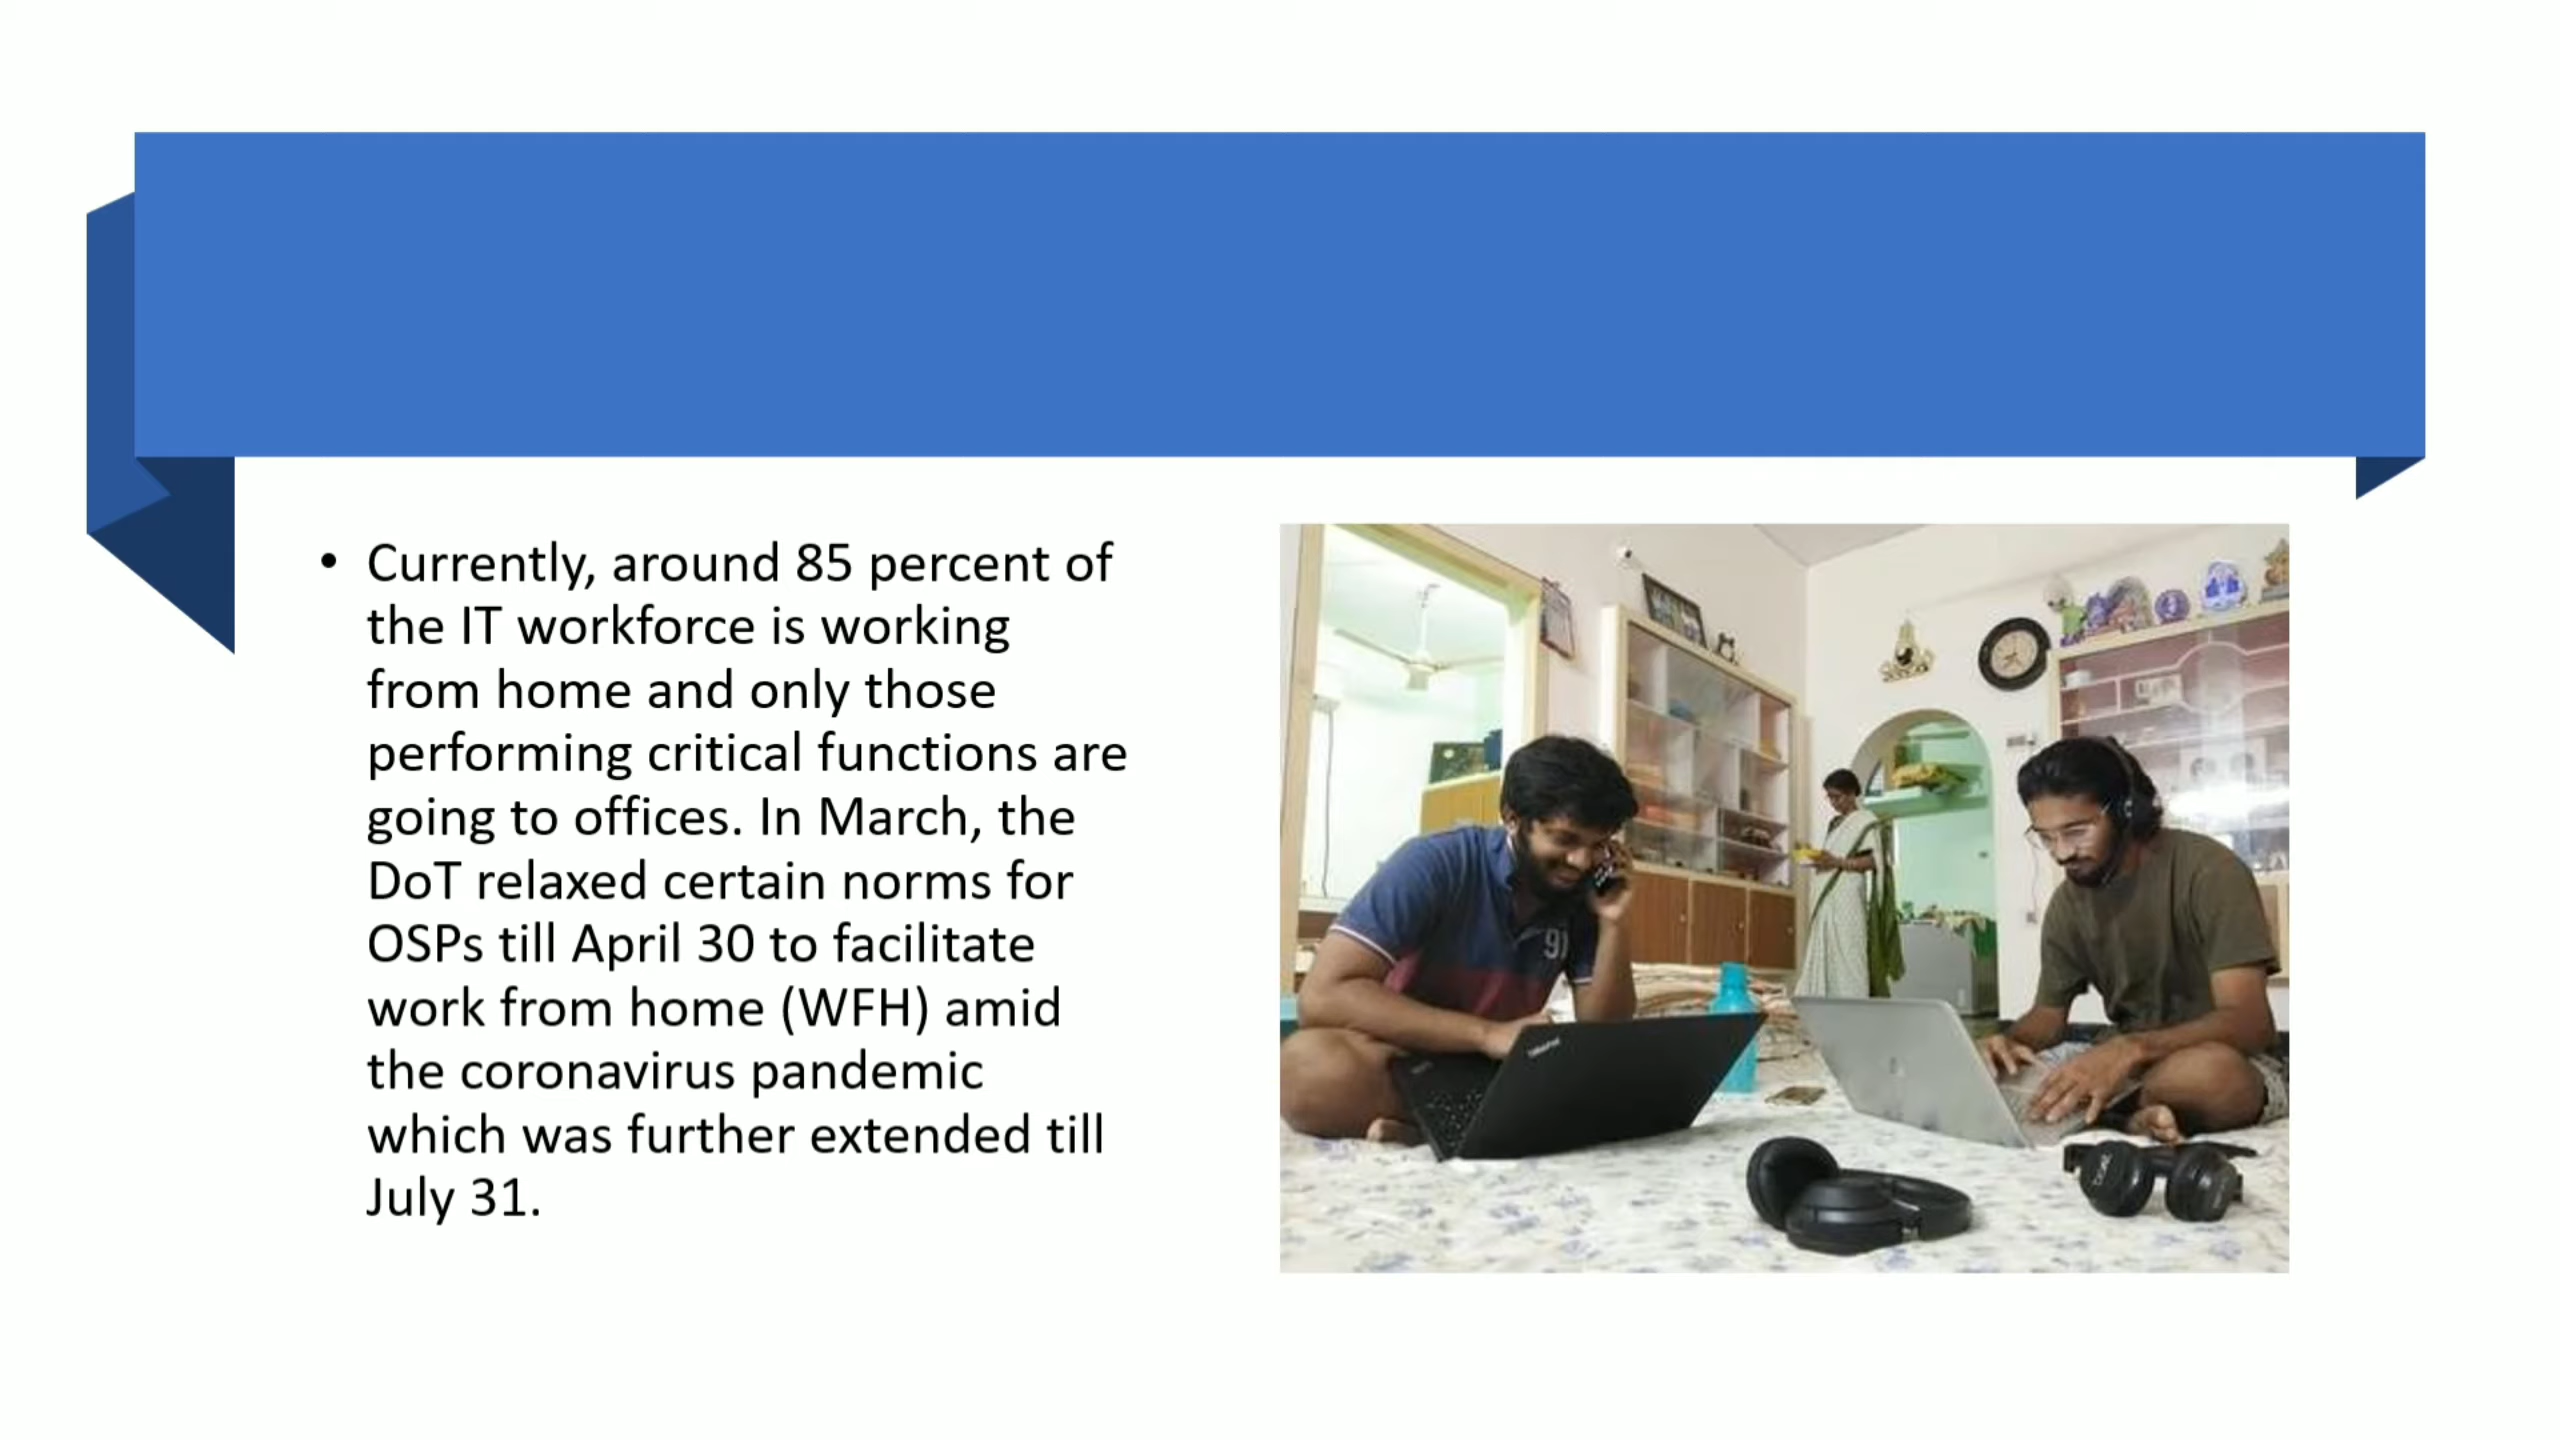 • Currently, around 85 percent of
the IT workforce is working
from home and only those
performing critical functions are
going to offices. In March, the
DoT relaxed certain norms for
OSPs till April 30 to facilitate
work from home (WFH) amid
the coronavirus pandemic
which was further extended till
July 31.
91